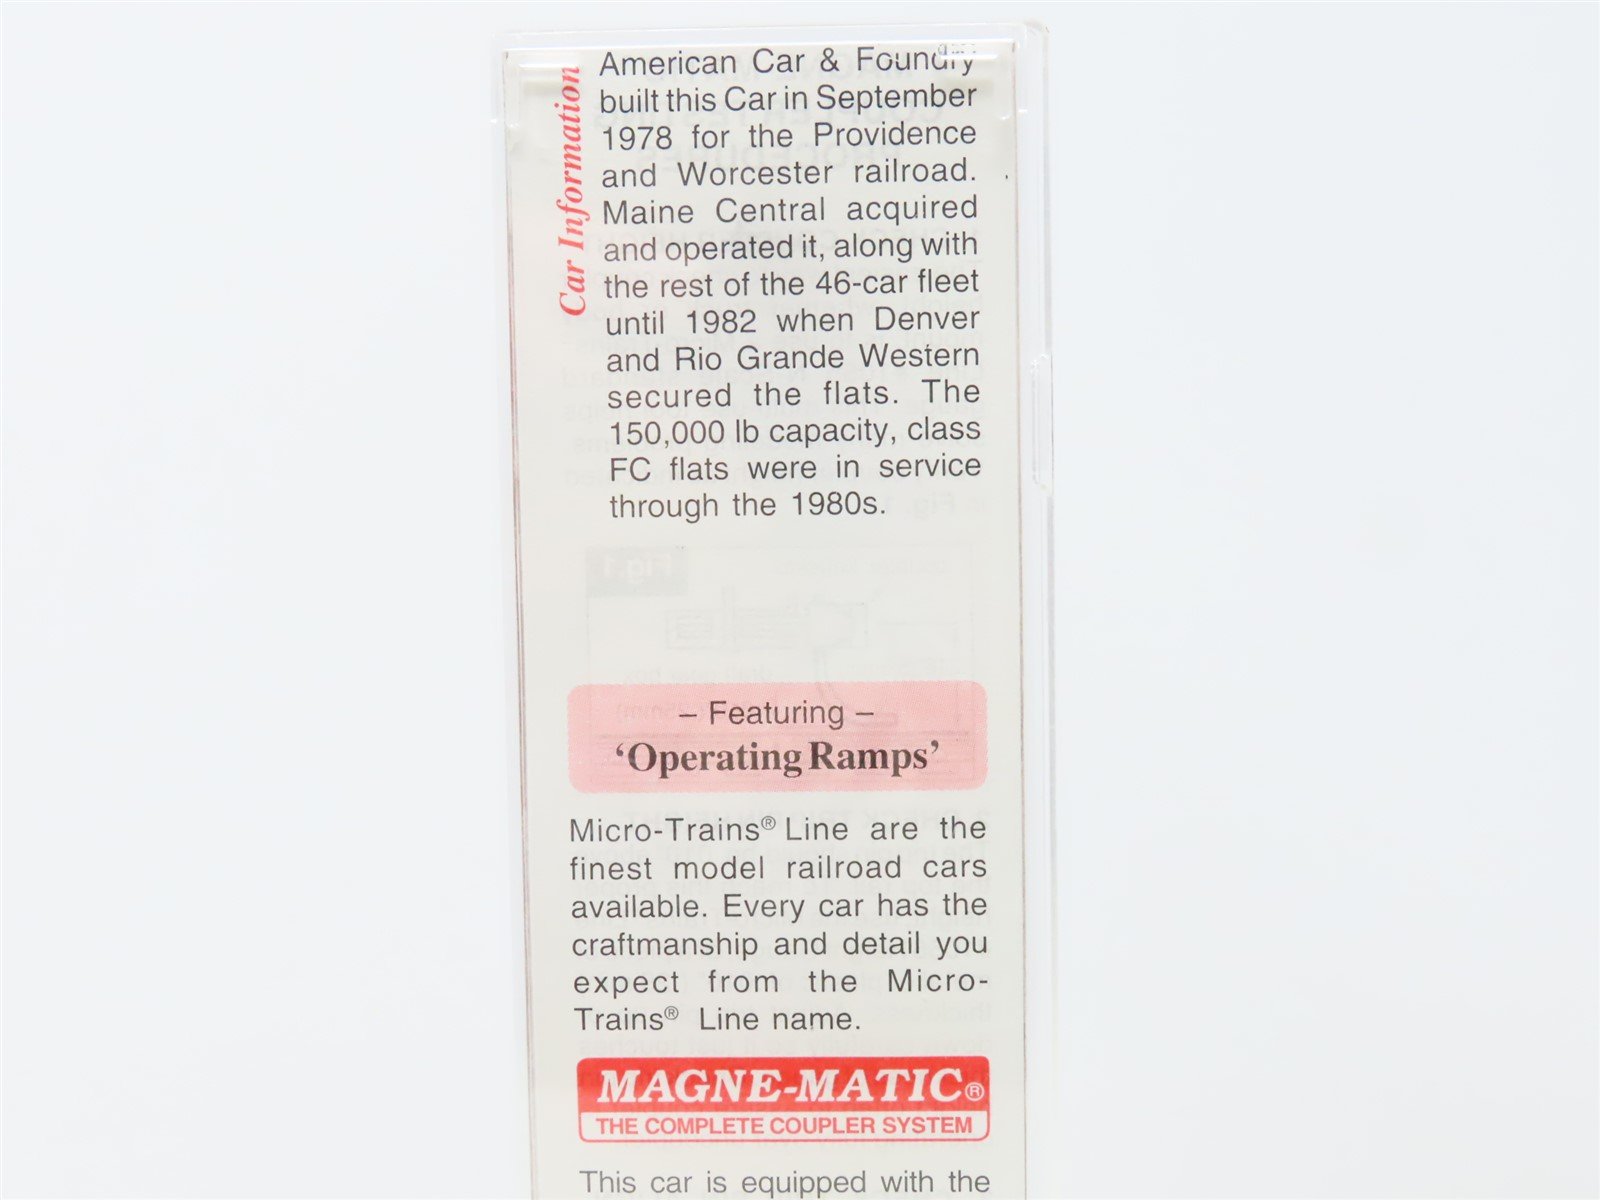 Car Information
American Car & Foundry
built this Car in September
1978 for the Providence
and Worcester railroad.
Maine Central acquired
and operated it, along with
the rest of the 46-car fleet
until 1982 when Denver
and Rio Grande Western
secured the flats. The
150,000 lb capacity, class
FC flats were in service
through the 1980s.
– Featuring –
‘Operating Ramps’
Micro-Trains® Line are the
finest model railroad cars
available. Every car has the
craftmanship and detail you
expect from the Micro-
Trains® Line name.
MAGNE-MATIC®
THE COMPLETE COUPLER SYSTEM
This car is equipped with the